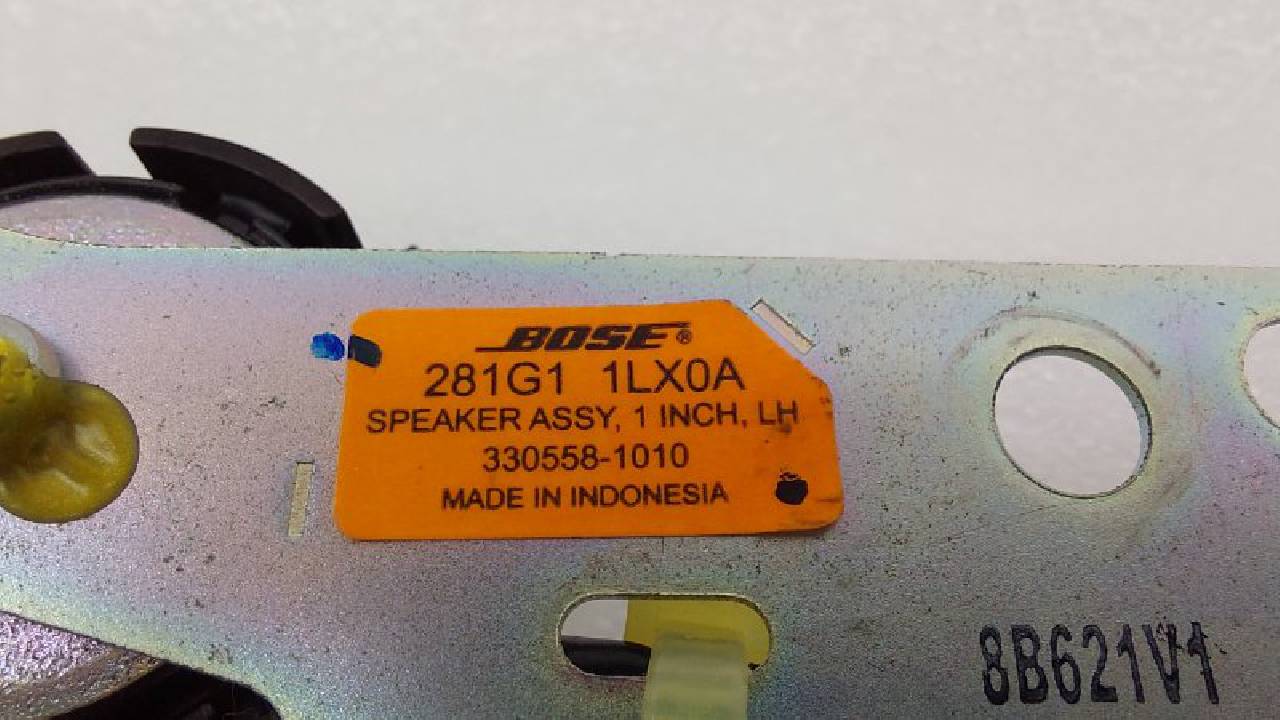 BOSE®
281G1 1LX0A
SPEAKER ASSY, 1 INCH, LH
330558-1010
MADE IN INDONESIA
8B621V1